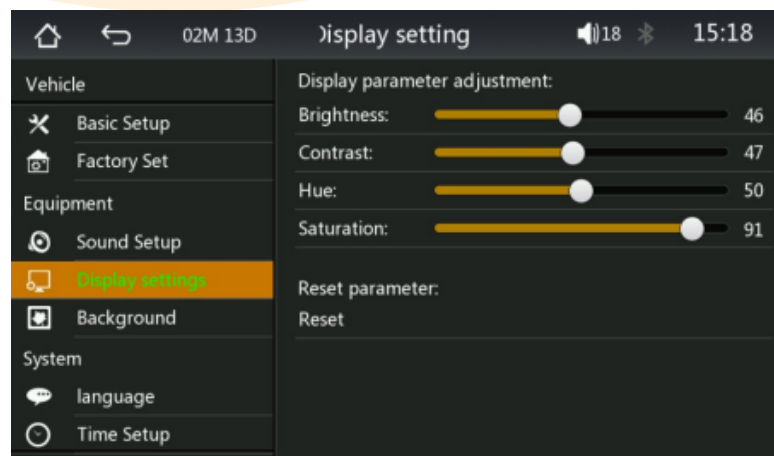 02M 13D
Display setting
18
15:18
Vehicle
Basic Setup
Factory Set
Equipment
Sound Setup
Display settings
Background
System
language
Time Setup
Display parameter adjustment:
Brightness: 46
Contrast: 47
Hue: 50
Saturation: 91
Reset parameter:
Reset